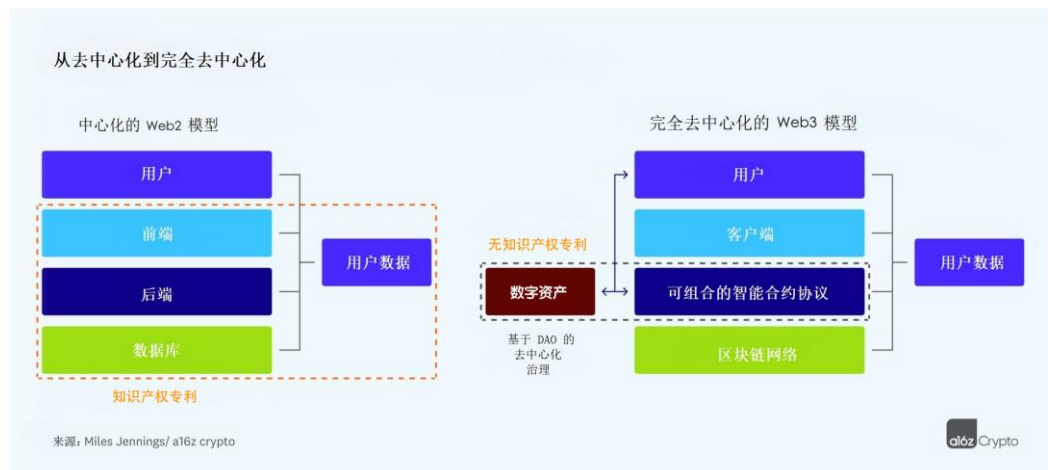 从去中心化到完全去中心化
中心化的 Web2 模型
用户
前端
后端
数据库
用户数据
知识产权专利
完全去中心化的 Web3 模型
用户
客户端
无知识产权专利
数字资产
可组合的智能合约协议
基于 DAO 的
去中心化
治理
区块链网络
用户数据
来源：Miles Jennings/ a16z crypto
a16z Crypto